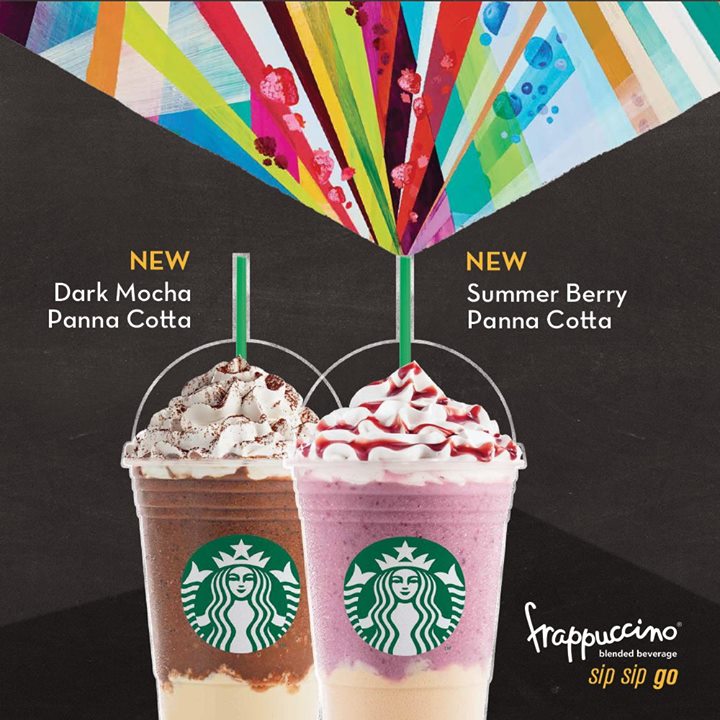 NEW
Dark Mocha
Panna Cotta
NEW
Summer Berry
Panna Cotta
frappuccino®
blended beverage
sip sip go